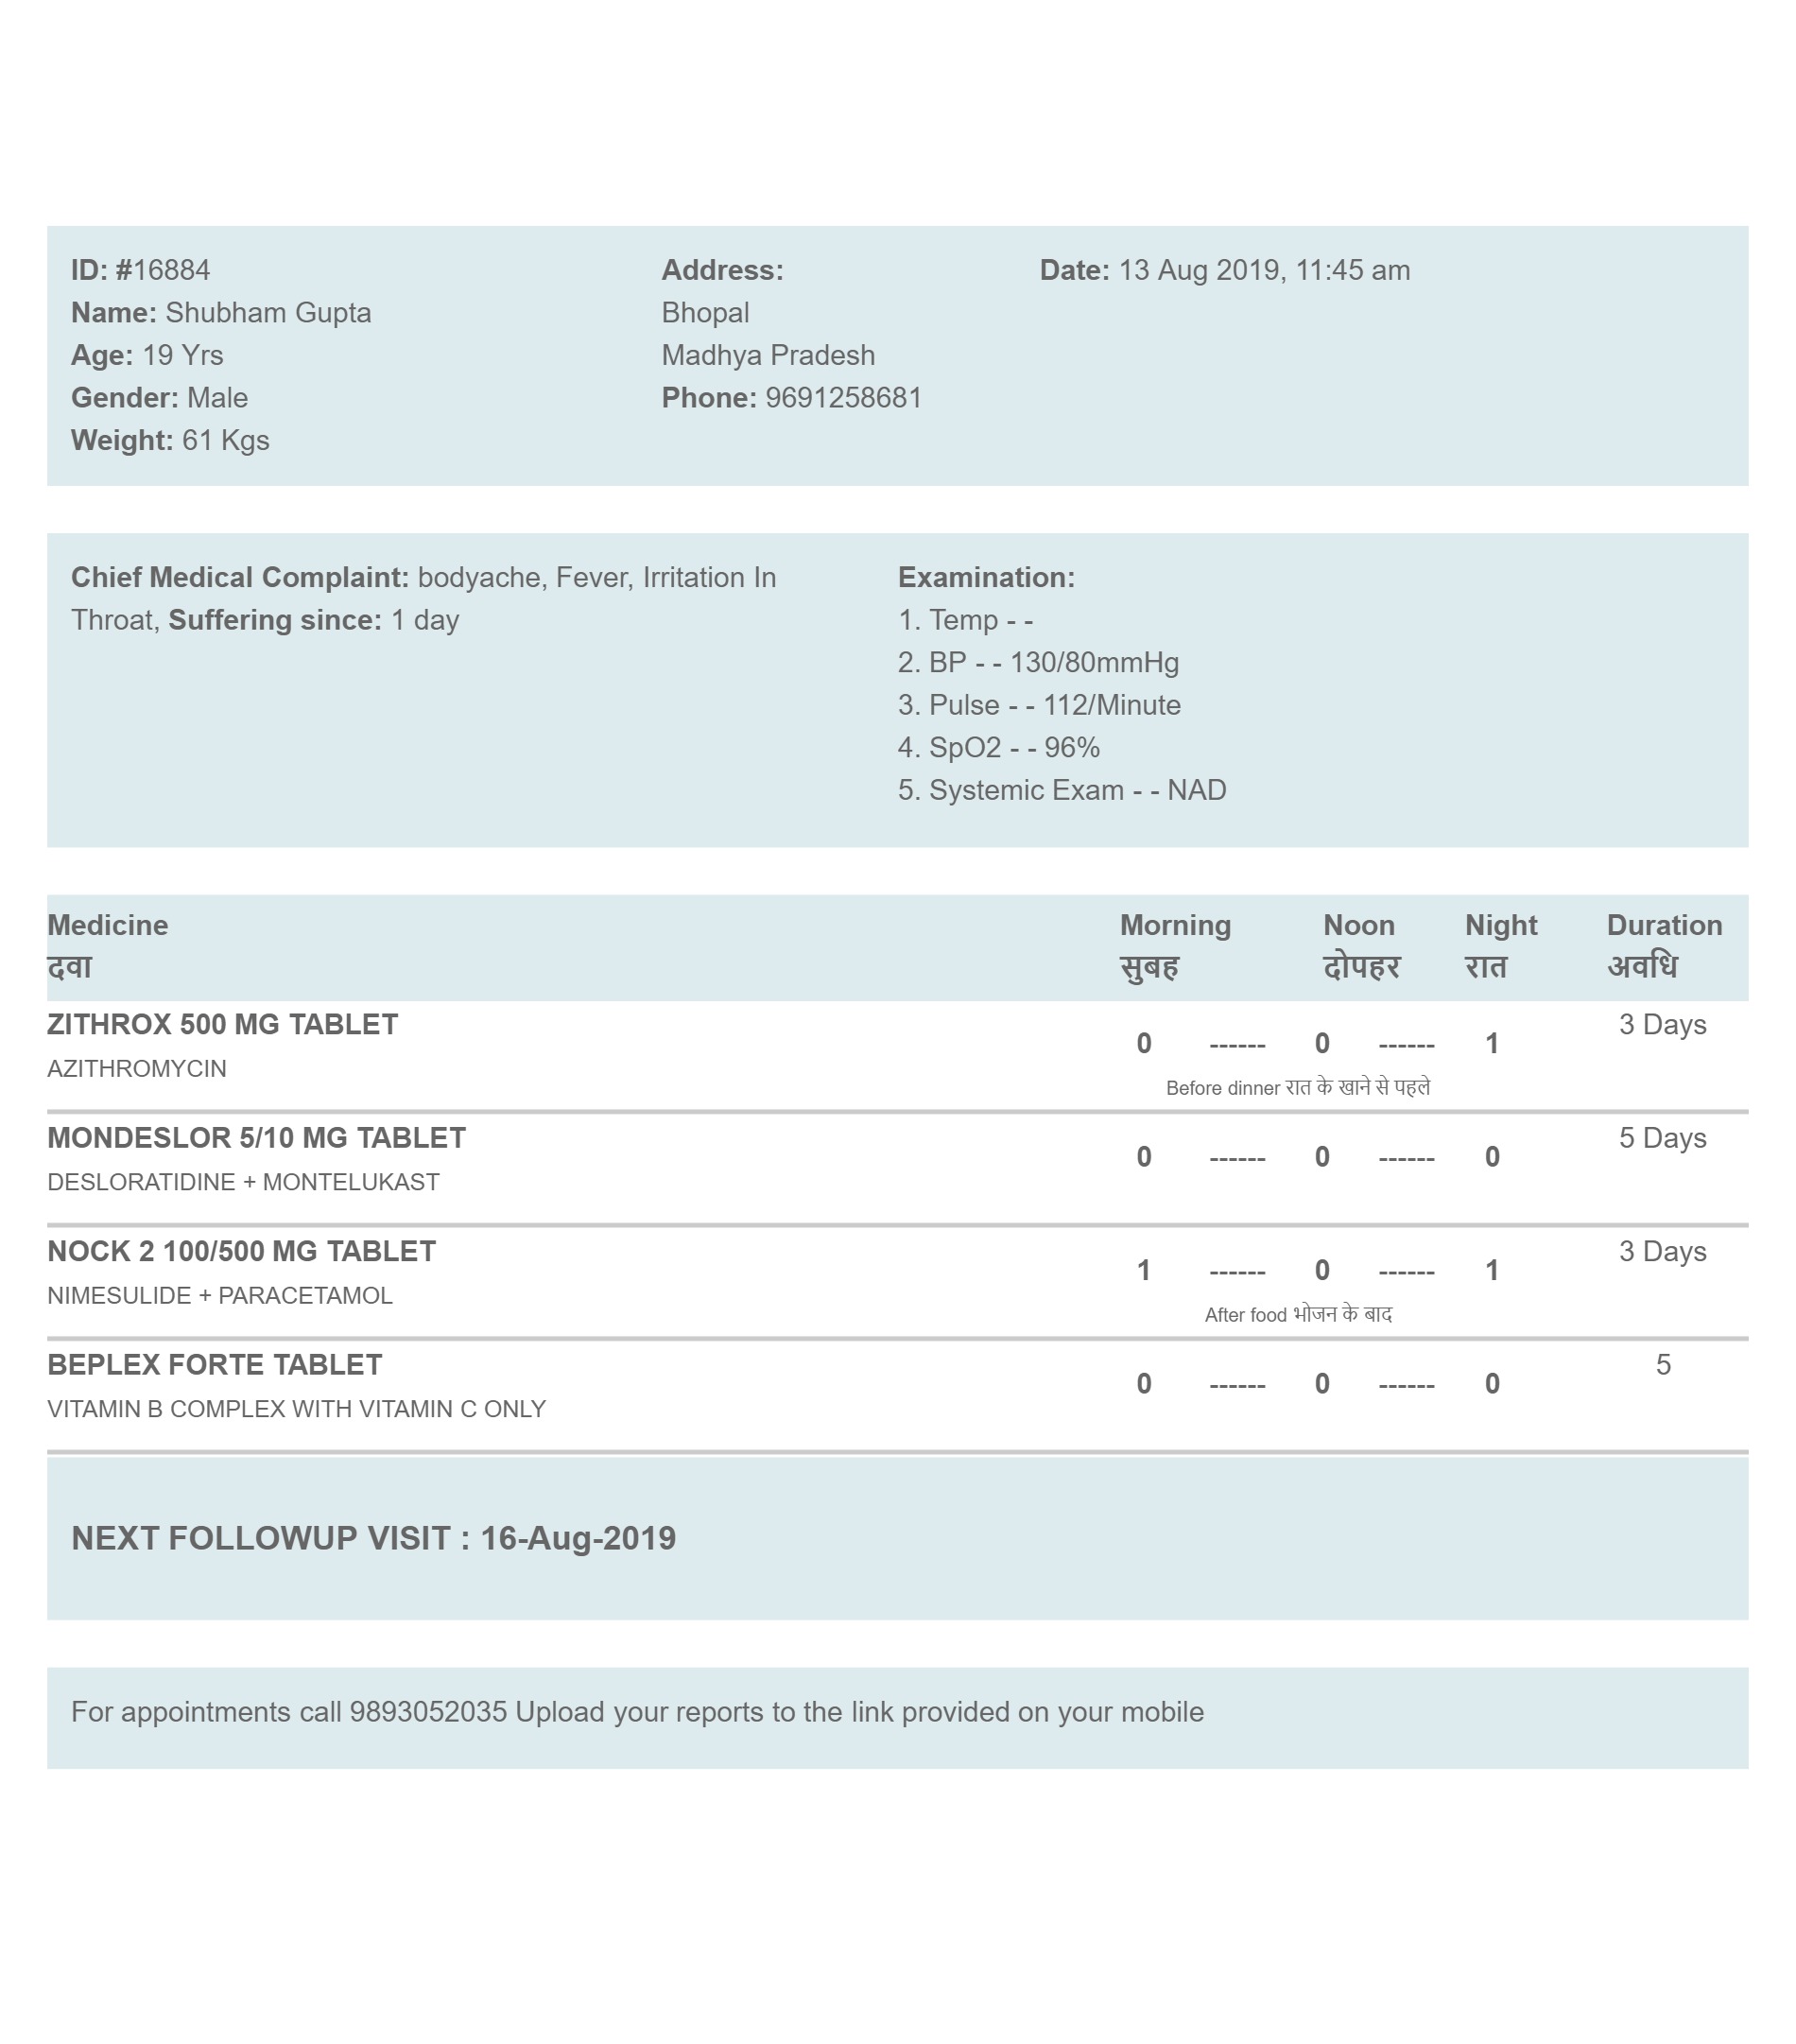 ID: #16884
Name: Shubham Gupta
Age: 19 Yrs
Gender: Male
Weight: 61 Kgs
Address:
Bhopal
Madhya Pradesh
Phone: 9691258681
Date: 13 Aug 2019, 11:45 am
Chief Medical Complaint: bodyache, Fever, Irritation In
Throat, Suffering since: 1 day
Examination:
1. Temp - -
2. BP - - 130/80mmHg
3. Pulse - - 112/Minute
4. SpO2 - - 96%
5. Systemic Exam - - NAD
Medicine Morning Noon Night Duration
दवा सुबह दोपहर रात अवधि
ZITHROX 500 MG TABLET 0 ------ 0 ------ 1 3 Days
AZITHROMYCIN
Before dinner रात के खाने से पहले
MONDESLOR 5/10 MG TABLET 0 ------ 0 ------ 0 5 Days
DESLORATIDINE + MONTELUKAST
NOCK 2 100/500 MG TABLET 1 ------ 0 ------ 1 3 Days
NIMESULIDE + PARACETAMOL
After food भोजन के बाद
BEPLEX FORTE TABLET 0 ------ 0 ------ 0 5
VITAMIN B COMPLEX WITH VITAMIN C ONLY
NEXT FOLLOWUP VISIT : 16-Aug-2019
For appointments call 9893052035 Upload your reports to the link provided on your mobile